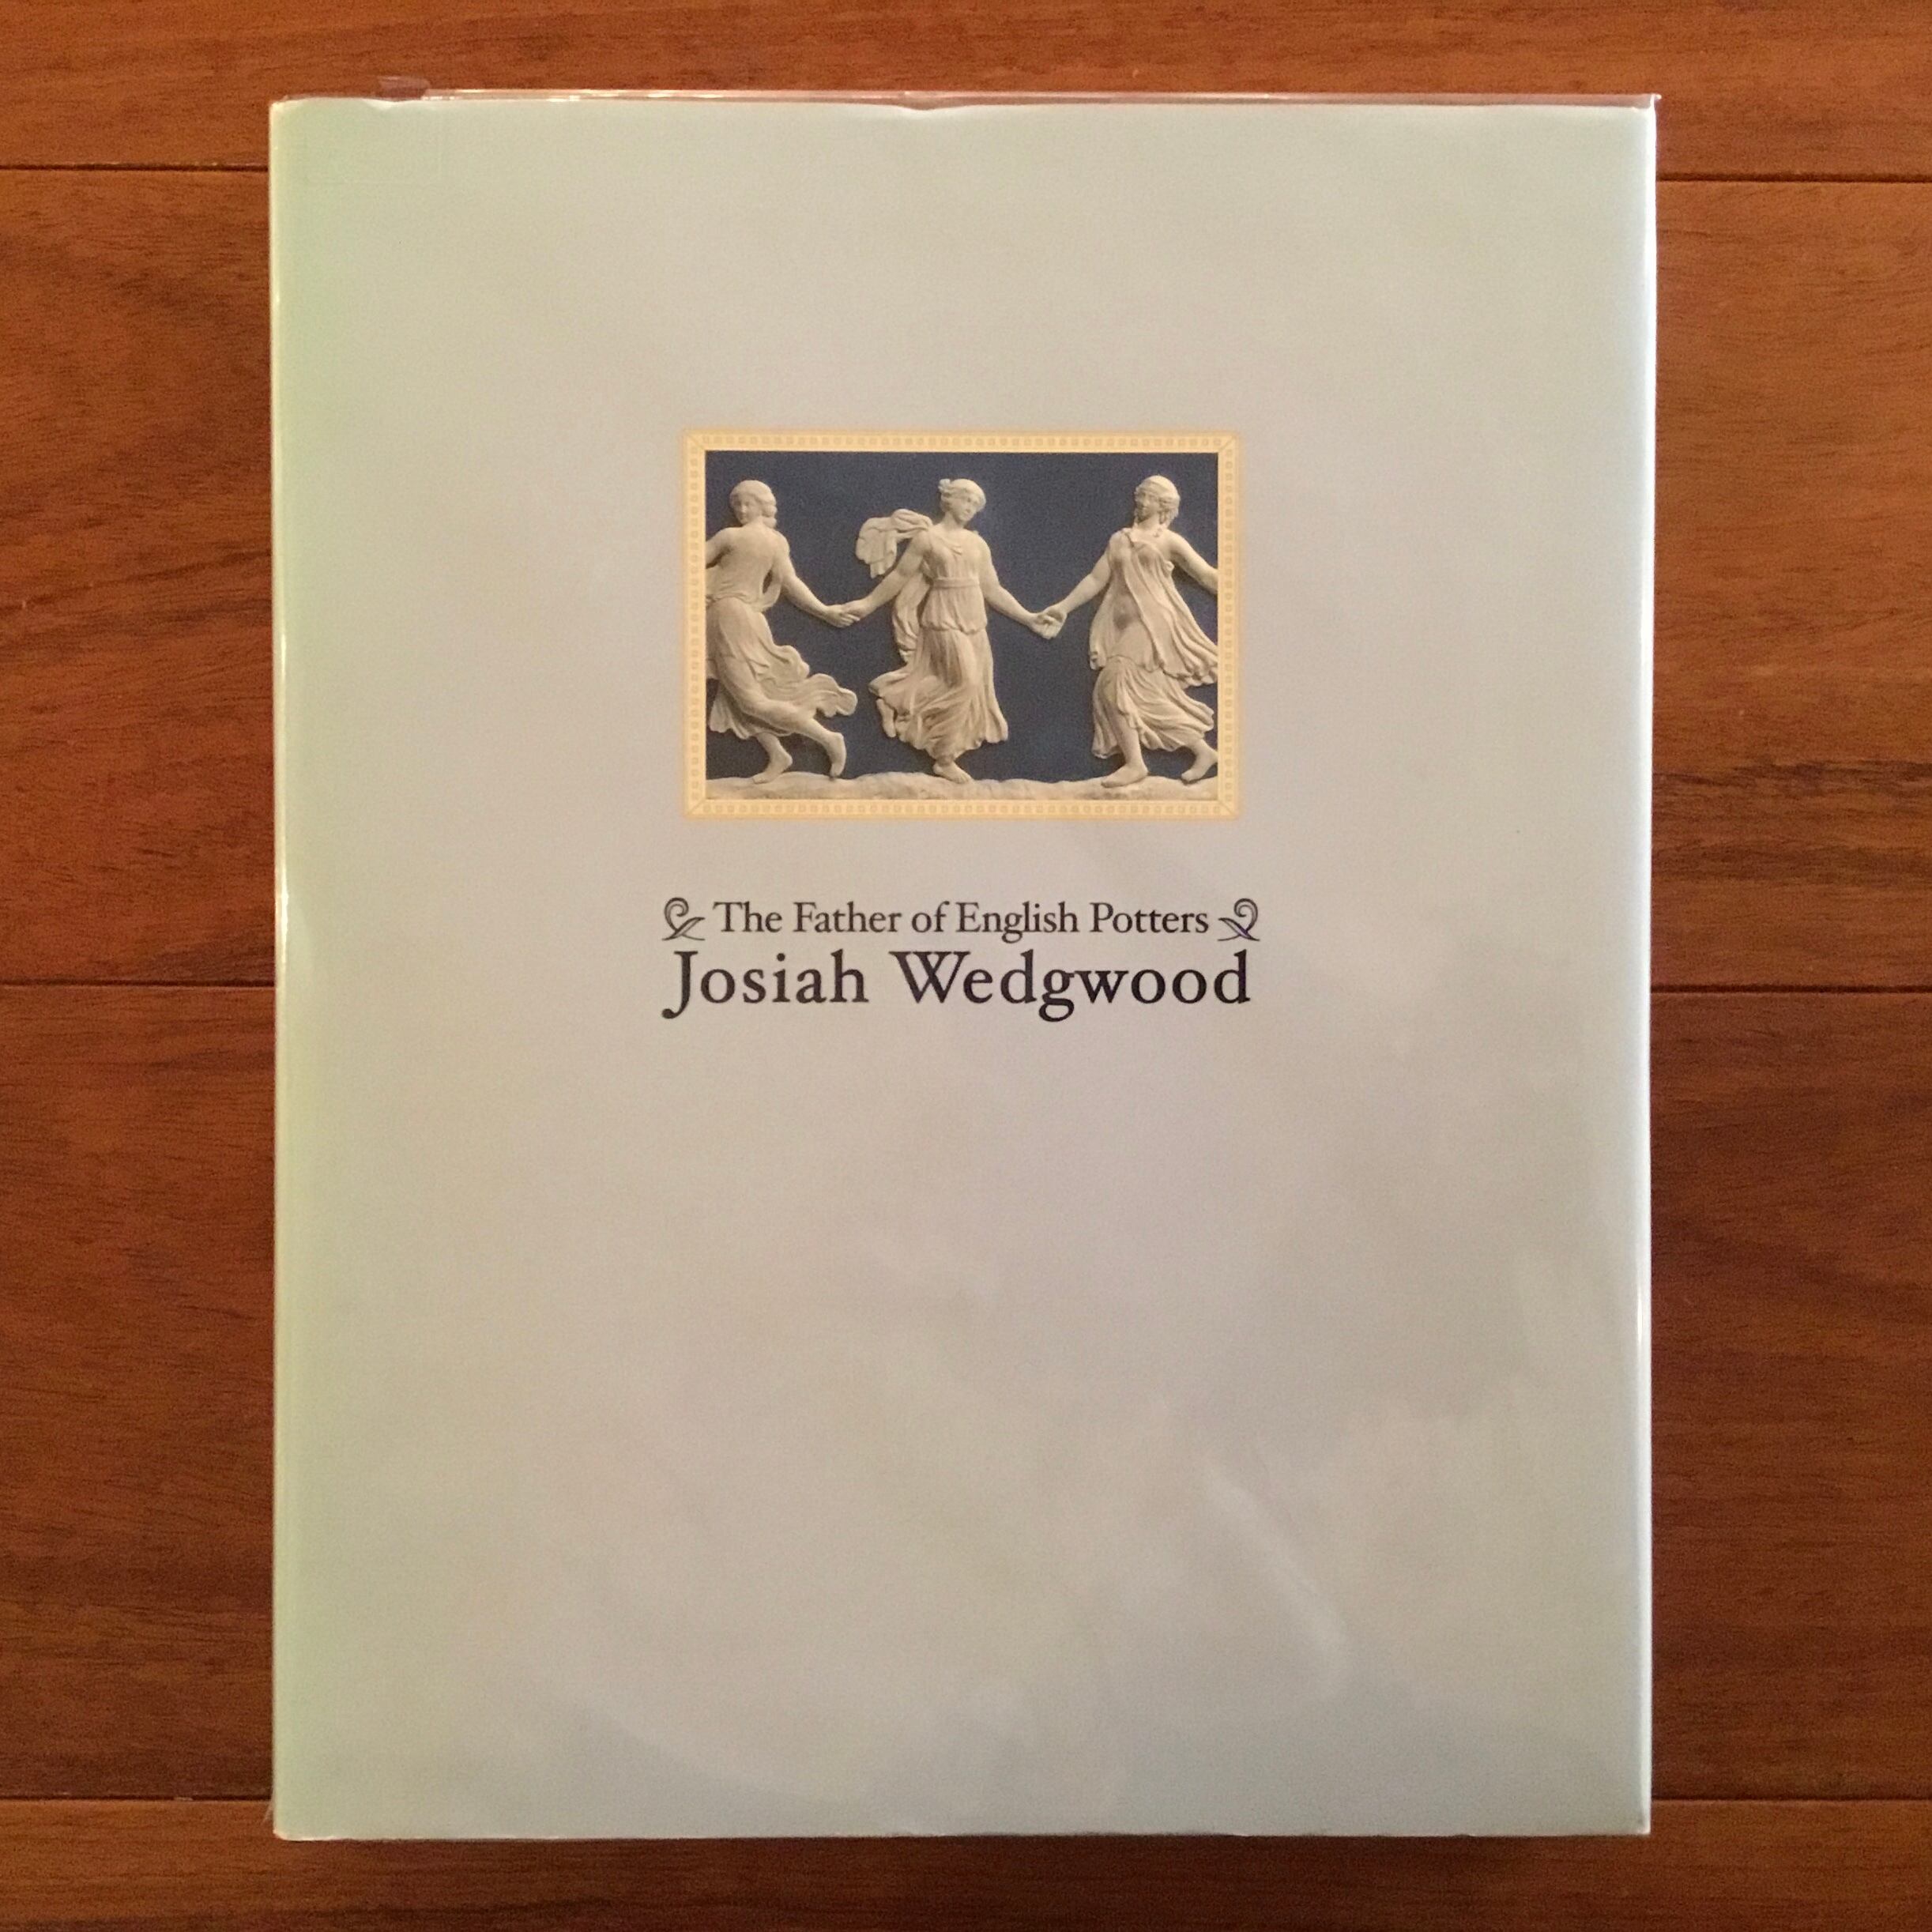 The Father of English Potters
Josiah Wedgwood